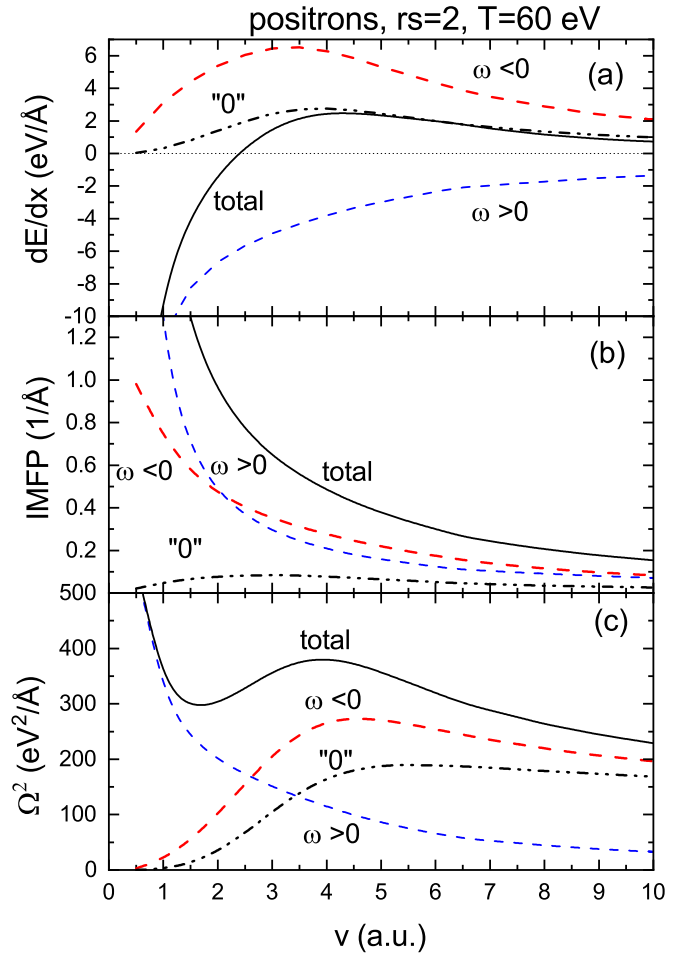 positrons, rs=2, T=60 eV
6
4
2
0
-2
-4
-6
-8
-10
dE/dx (eV/Å)
(a)
ω <0
"0"
total
ω >0
1.2
1.0
0.8
0.6
0.4
0.2
IMFP (1/Å)
(b)
ω <0
ω >0
total
"0"
500
400
300
200
100
0
Ω² (eV²/Å)
(c)
total
ω <0
"0"
ω >0
0 1 2 3 4 5 6 7 8 9 10
v (a.u.)